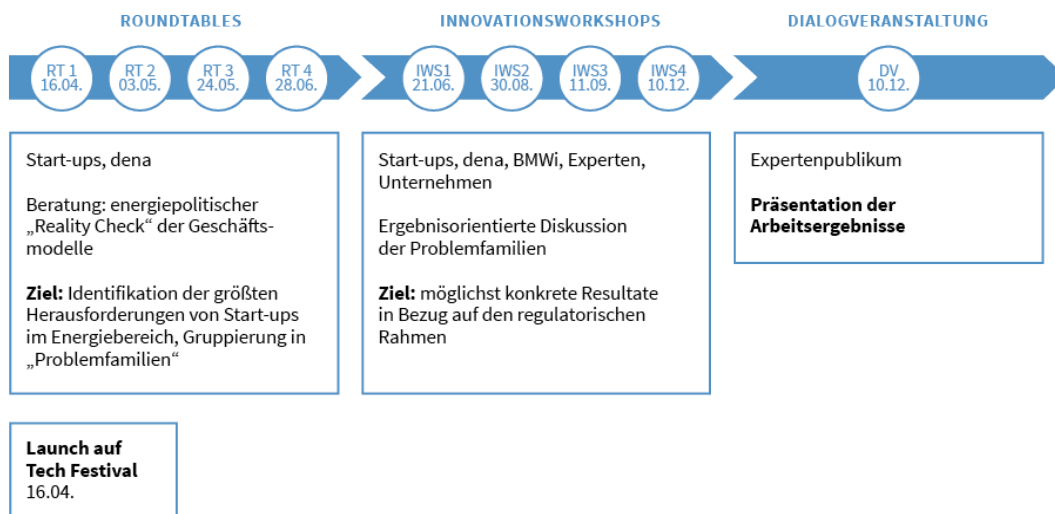 ROUNDTABLES
RT 1
16.04.
RT 2
03.05.
RT 3
24.05.
RT 4
28.06.
INNOVATIONSWORKSHOPS
IWS1
21.06.
IWS2
30.08.
IWS3
11.09.
IWS4
10.12.
DIALOGVERANSTALTUNG
DV
10.12.
Start-ups, dena
Beratung: energiepolitischer
„Reality Check“ der Geschäfts-
modelle
Ziel: Identifikation der größten
Herausforderungen von Start-ups
im Energiebereich, Gruppierung in
„Problemfamilien“
Start-ups, dena, BMWi, Experten,
Unternehmen
Ergebnisorientierte Diskussion
der Problemfamilien
Ziel: möglichst konkrete Resultate
in Bezug auf den regulatorischen
Rahmen
Expertenpublikum
Präsentation der
Arbeitsergebnisse
Launch auf
Tech Festival
16.04.